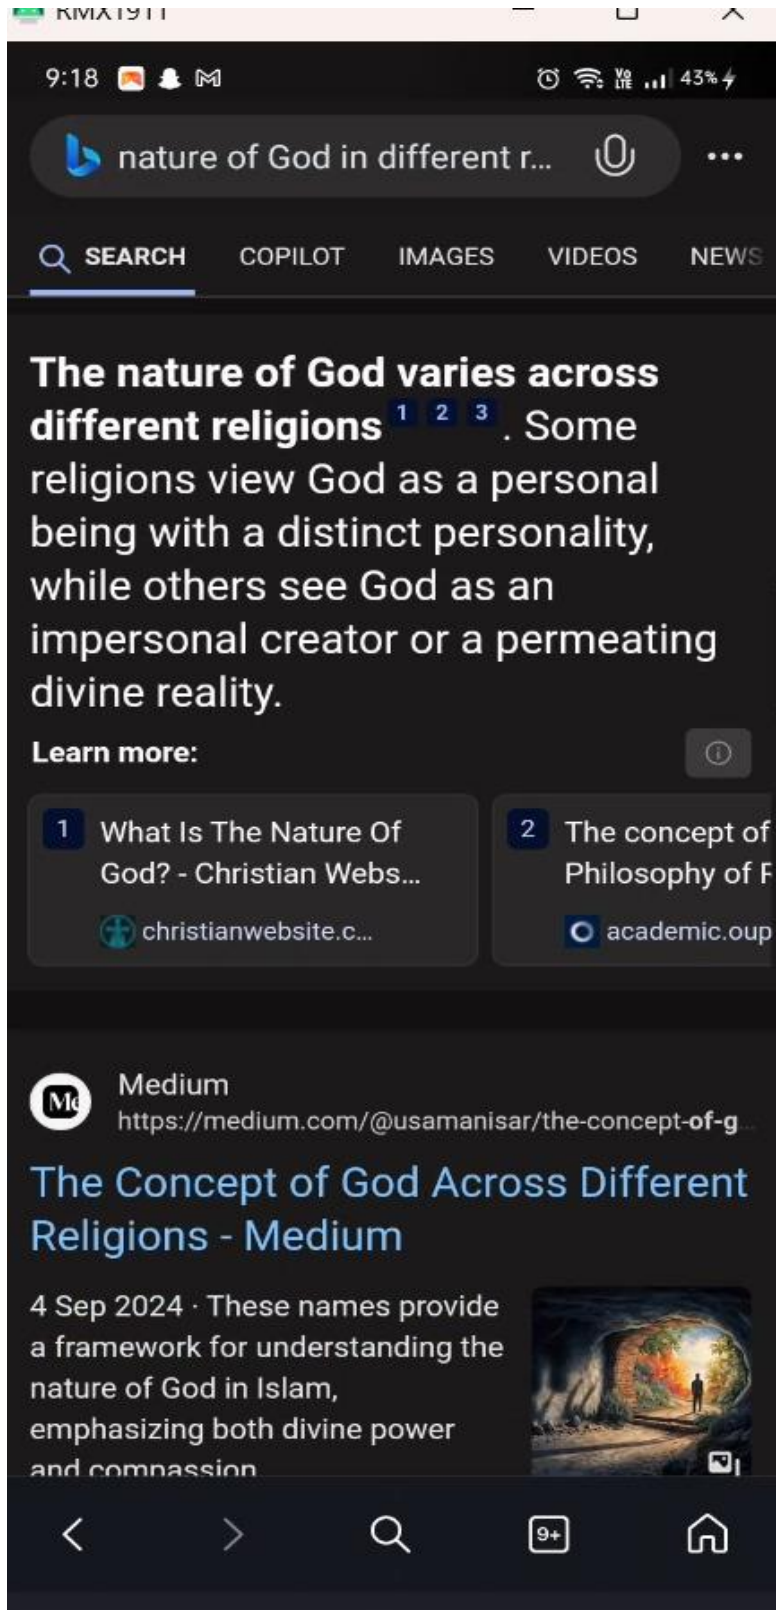 RMX1911
9:18 43%
nature of God in different r...
SEARCH COPILOT IMAGES VIDEOS NEWS
The nature of God varies across
different religions 1 2 3 . Some
religions view God as a personal
being with a distinct personality,
while others see God as an
impersonal creator or a permeating
divine reality.
Learn more:
1 What Is The Nature Of
God? - Christian Webs...
christianwebsite.c...
2 The concept of
Philosophy of
academic.oup
Medium
https://medium.com/@usamanisar/the-concept-of-g...
The Concept of God Across Different
Religions - Medium
4 Sep 2024 · These names provide
a framework for understanding the
nature of God in Islam,
emphasizing both divine power
and compassion
9+